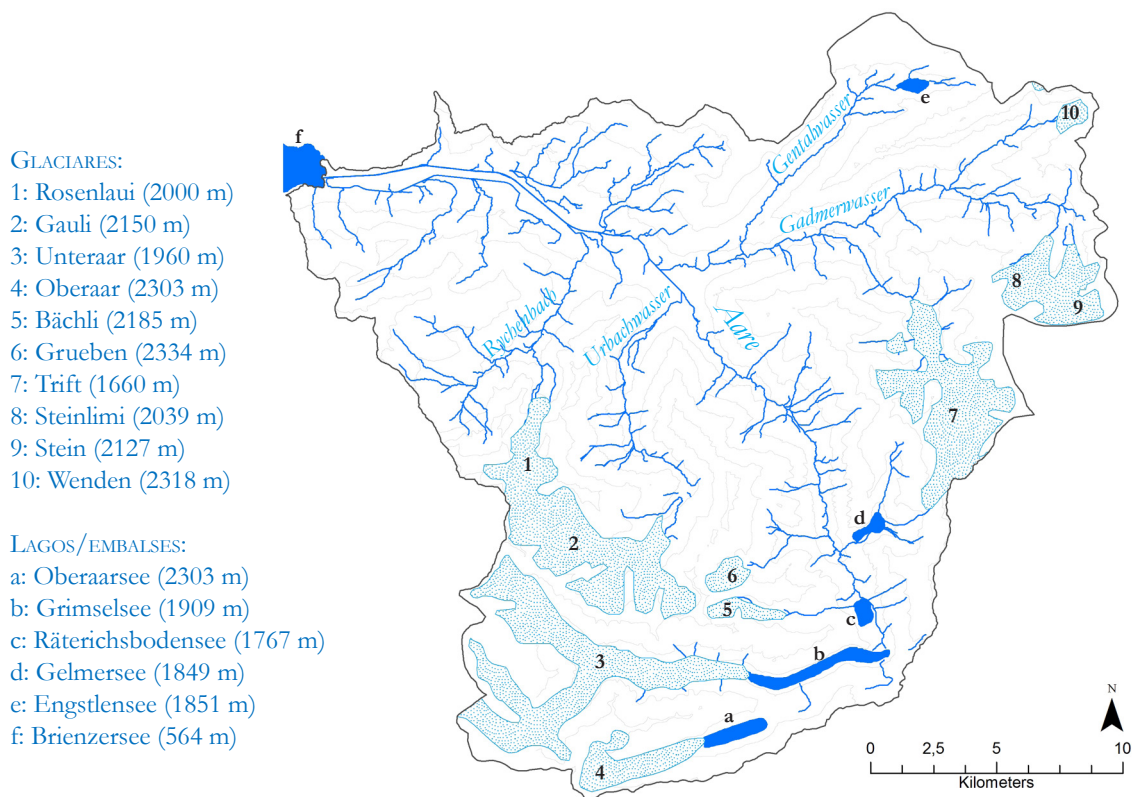 GLACIARES:
1: Rosenlaui (2000 m)
2: Gauli (2150 m)
3: Unteraar (1960 m)
4: Oberaar (2303 m)
5: Bächli (2185 m)
6: Grueben (2334 m)
7: Trift (1660 m)
8: Steinlimi (2039 m)
9: Stein (2127 m)
10: Wenden (2318 m)
LAGOS/EMBALSES:
a: Oberaarsee (2303 m)
b: Grimselsee (1909 m)
c: Räterichsbodensee (1767 m)
d: Gelmersee (1849 m)
e: Engstlensee (1851 m)
f: Brienzersee (564 m)
f
e
10
Gentalwasser
Gadmerwasser
8
9
Rychenbach
Urbachwasser
Aare
7
1
d
2
6
5
c
3
b
a
4
N
0 2,5 5 10
Kilometers